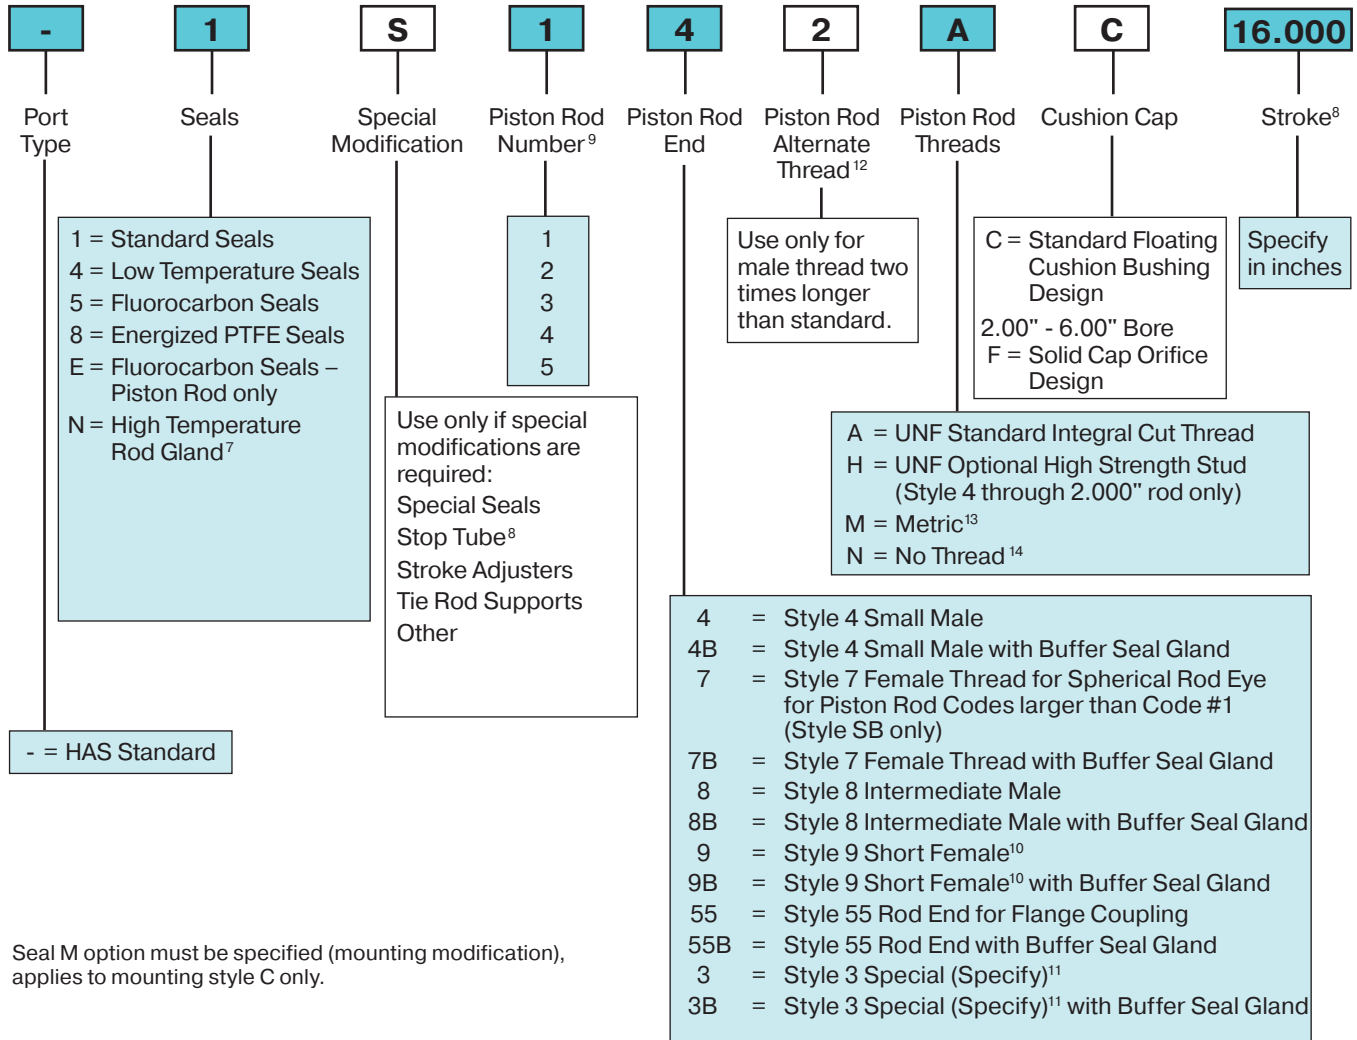 - 1 S 1 4 2 A C 16.000
Port
Type
Seals
Special
Modification
Piston Rod
Number⁹
Piston Rod
End
Piston Rod
Alternate
Thread¹²
Piston Rod
Threads
Cushion Cap
Stroke⁸
1 = Standard Seals
4 = Low Temperature Seals
5 = Fluorocarbon Seals
8 = Energized PTFE Seals
E = Fluorocarbon Seals –
Piston Rod only
N = High Temperature
Rod Gland⁷
1
2
3
4
5
Use only for
male thread two
times longer
than standard.
C = Standard Floating
Cushion Bushing
Design
2.00" - 6.00" Bore
F = Solid Cap Orifice
Design
Specify
in inches
Use only if special
modifications are
required:
Special Seals
Stop Tube⁸
Stroke Adjusters
Tie Rod Supports
Other
A = UNF Standard Integral Cut Thread
H = UNF Optional High Strength Stud
(Style 4 through 2.000" rod only)
M = Metric¹³
N = No Thread ¹⁴
4 = Style 4 Small Male
4B = Style 4 Small Male with Buffer Seal Gland
7 = Style 7 Female Thread for Spherical Rod Eye
for Piston Rod Codes larger than Code #1
(Style SB only)
7B = Style 7 Female Thread with Buffer Seal Gland
8 = Style 8 Intermediate Male
8B = Style 8 Intermediate Male with Buffer Seal Gland
9 = Style 9 Short Female¹⁰
9B = Style 9 Short Female¹⁰ with Buffer Seal Gland
55 = Style 55 Rod End for Flange Coupling
55B = Style 55 Rod End with Buffer Seal Gland
3 = Style 3 Special (Specify)¹¹
3B = Style 3 Special (Specify)¹¹ with Buffer Seal Gland
- = HAS Standard
Seal M option must be specified (mounting modification),
applies to mounting style C only.